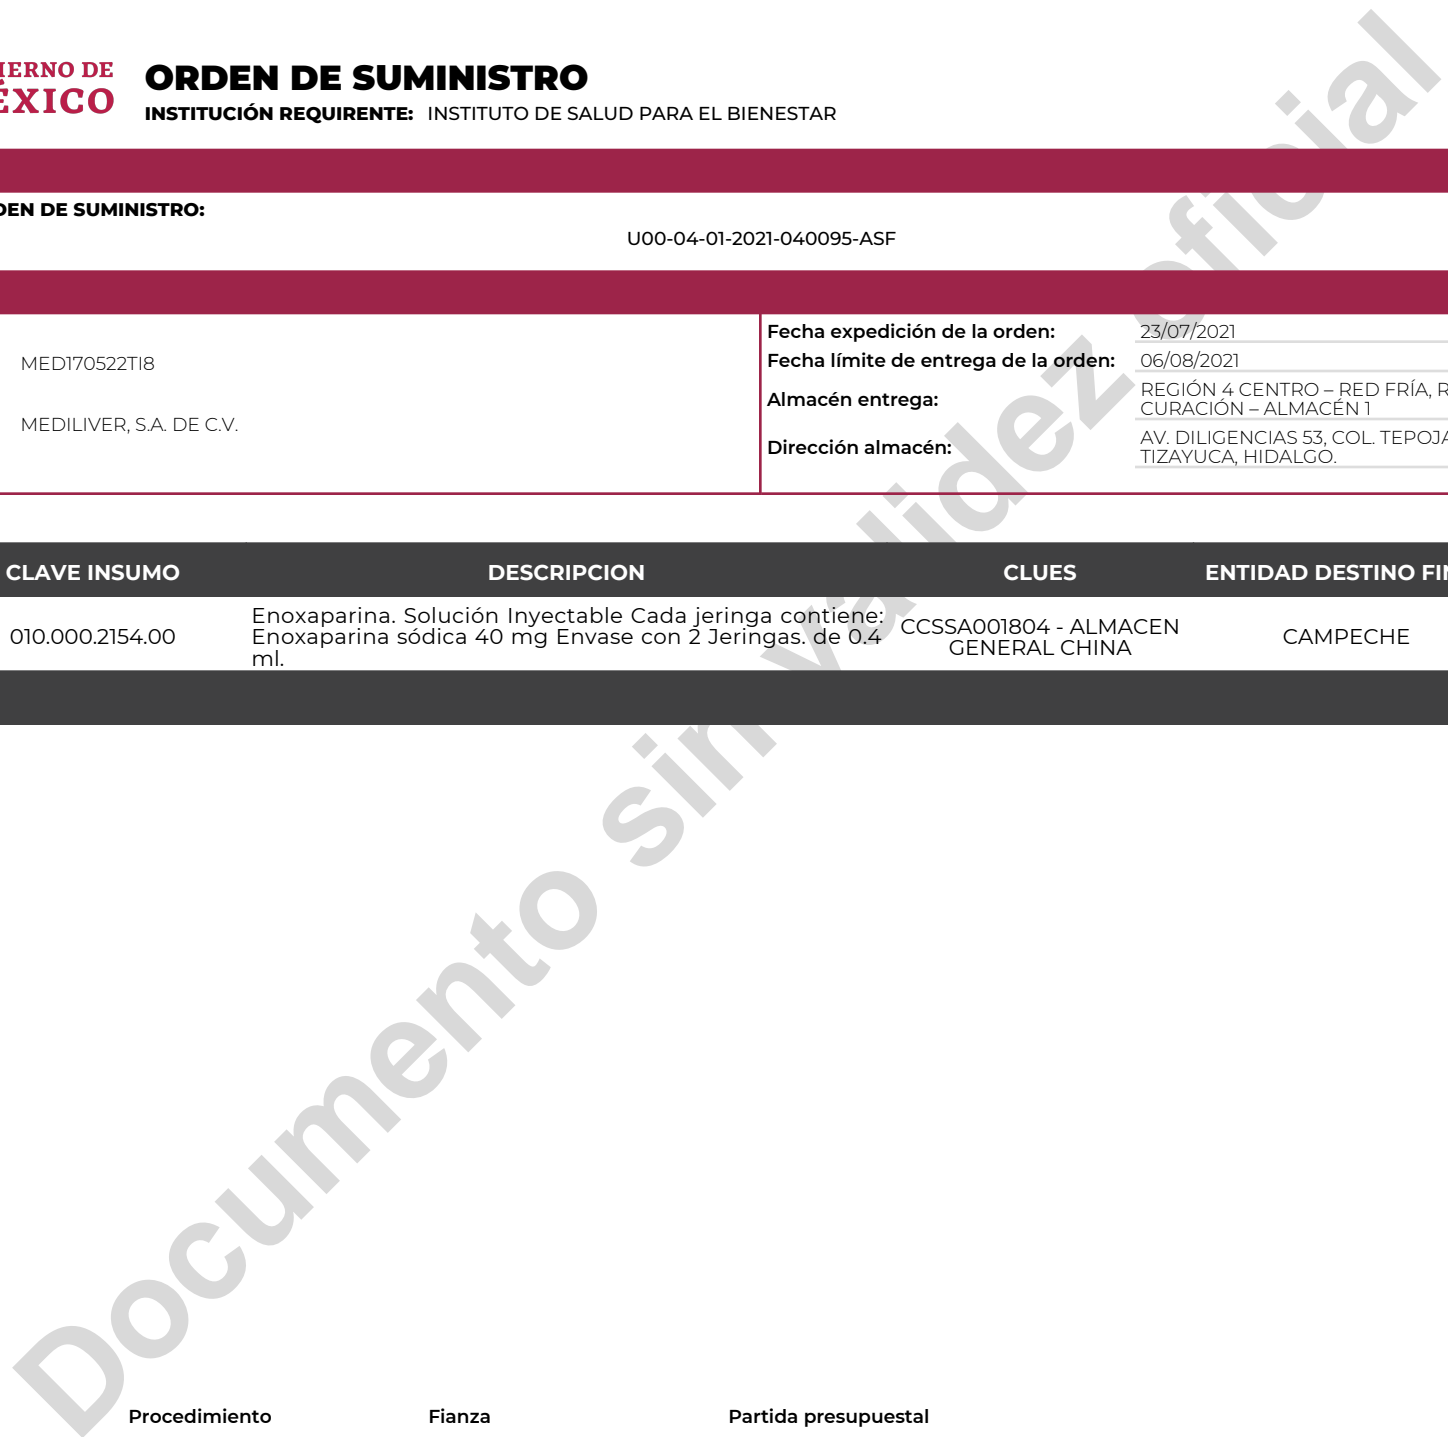 IERNO DE
ÉXICO
ORDEN DE SUMINISTRO
INSTITUCIÓN REQUIRENTE: INSTITUTO DE SALUD PARA EL BIENESTAR
DEN DE SUMINISTRO:
U00-04-01-2021-040095-ASF
MED170522TI8
MEDILIVER, S.A. DE C.V.
Fecha expedición de la orden: 23/07/2021
Fecha límite de entrega de la orden: 06/08/2021
Almacén entrega: REGIÓN 4 CENTRO – RED FRÍA, R
CURACIÓN – ALMACÉN 1
Dirección almacén: AV. DILIGENCIAS 53, COL. TEPOJA
TIZAYUCA, HIDALGO.
CLAVE INSUMO DESCRIPCION CLUES ENTIDAD DESTINO FIN
010.000.2154.00
Enoxaparina. Solución Inyectable Cada jeringa contiene:
Enoxaparina sódica 40 mg Envase con 2 Jeringas. de 0.4
ml.
CCSSA001804 - ALMACEN
GENERAL CHINA
CAMPECHE
Documento sin validez oficial
Procedimiento Fianza Partida presupuestal